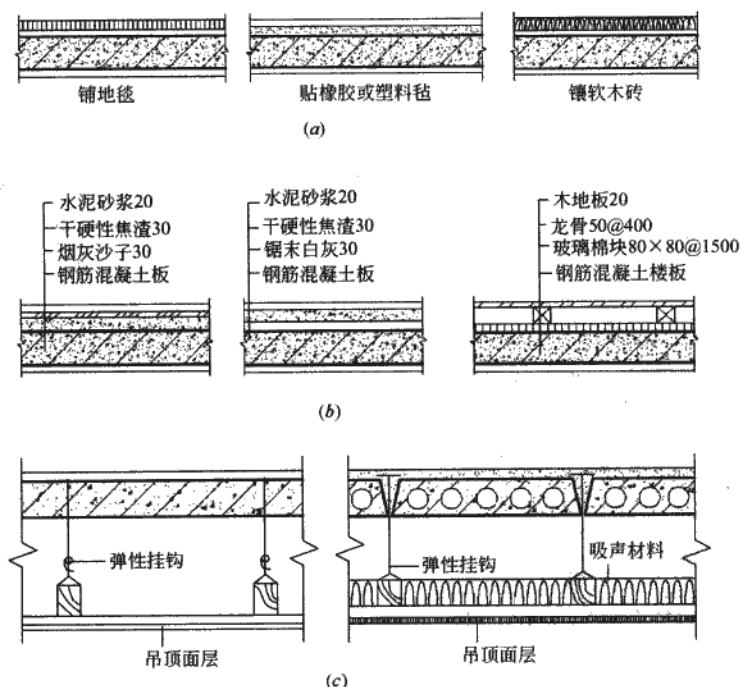 铺地毯
贴橡胶或塑料毡
镶软木砖
(a)
水泥砂浆20
干硬性焦渣30
烟灰沙子30
钢筋混凝土板
水泥砂浆20
干硬性焦渣30
锯末白灰30
钢筋混凝土板
木地板20
龙骨50@400
玻璃棉块80×80@1500
钢筋混凝土楼板
(b)
弹性挂钩
吊顶面层
弹性挂钩
吸声材料
吊顶面层
(c)